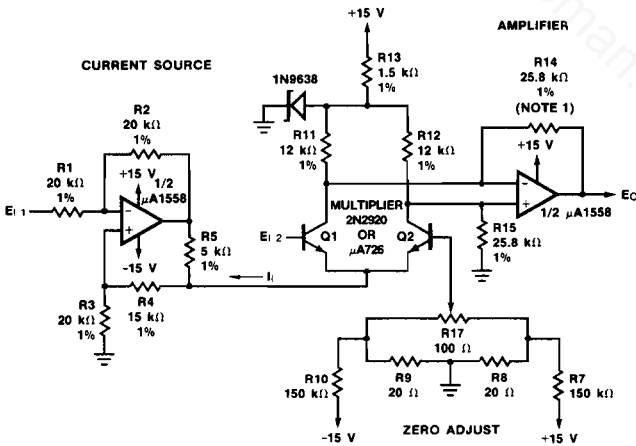 +15 V
AMPLIFIER
CURRENT SOURCE
R13
1.5 kΩ
1%
R14
25.8 kΩ
1%
(NOTE 1)
1N9638
R2
20 kΩ
1%
R11
12 kΩ
1%
R12
12 kΩ
1%
+15 V
R1
20 kΩ
1%
+15 V
1/2
μA1558
EI 1
-
+
-15 V
R5
5 kΩ
1%
MULTIPLIER
2N2920
OR
μA726
EI 2
Q1
Q2
-
+
EO
1/2 μA1558
R15
25.8 kΩ
1%
II
R3
20 kΩ
1%
R4
15 kΩ
1%
R17
100 Ω
R10
150 kΩ
R9
20 Ω
R8
20 Ω
R7
150 kΩ
-15 V
ZERO ADJUST
+15 V